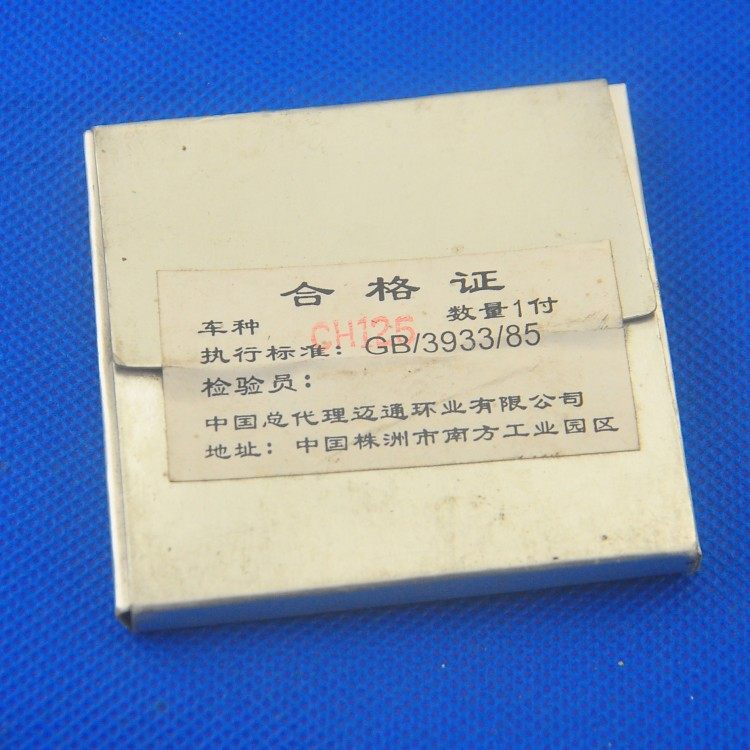 合格证
车种 CH125 数量1付
执行标准：GB/3933/85
检验员：
中国总代理迈通环业有限公司
地址：中国株洲市南方工业园区